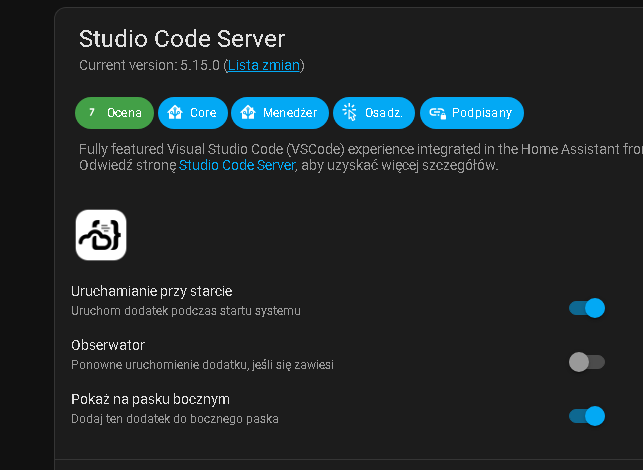 Studio Code Server
Current version: 5.15.0 (Lista zmian)
7 Ocena Core Menedżer Osadz. Podpisany
Fully featured Visual Studio Code (VSCode) experience integrated in the Home Assistant
Odwiedź stronę Studio Code Server, aby uzyskać więcej szczegółów.
Uruchamianie przy starcie
Uruchom dodatek podczas startu systemu
Obserwator
Ponowne uruchomienie dodatku, jeśli się zawiesi
Pokaż na pasku bocznym
Dodaj ten dodatek do bocznego paska